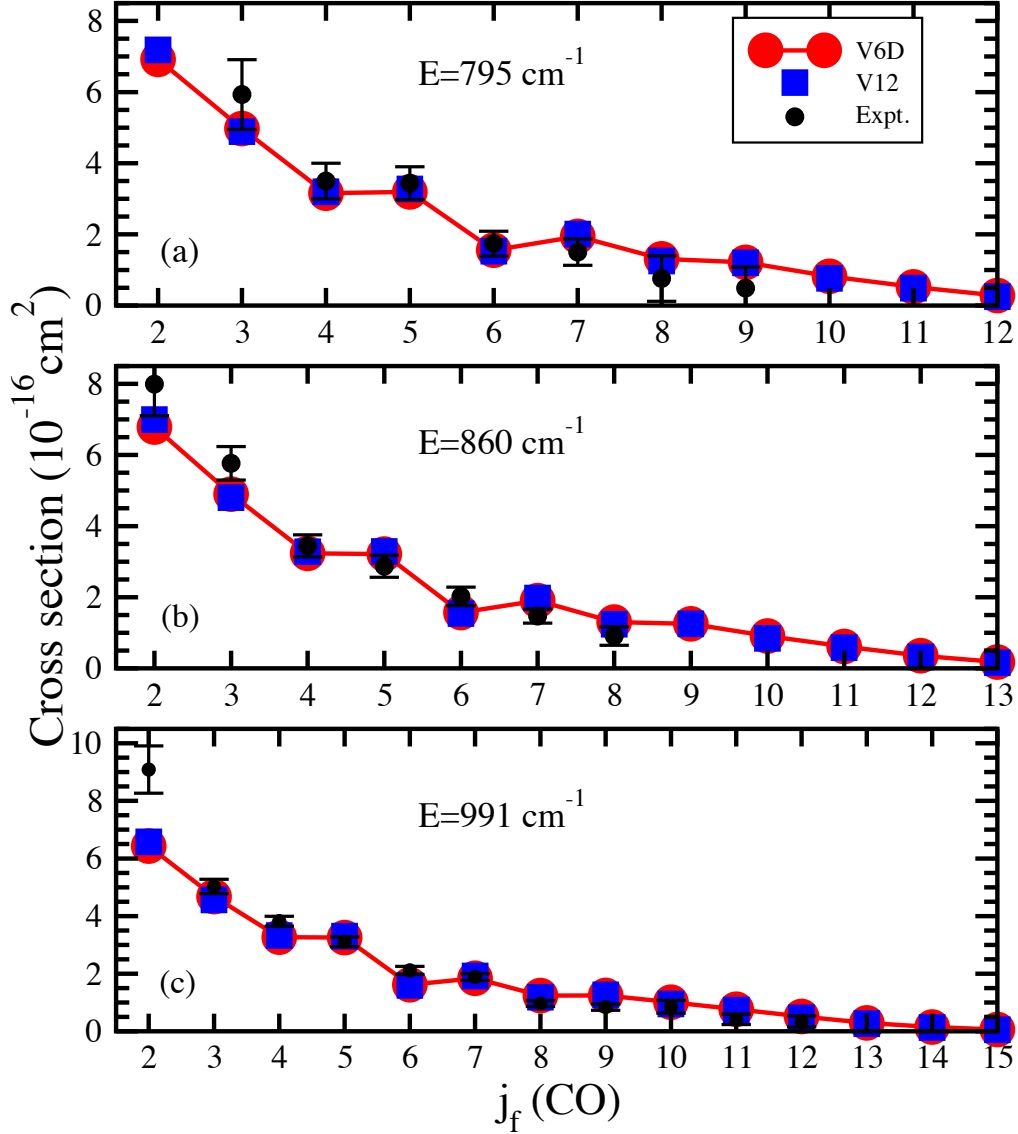 8
6
4
2
0
E=795 cm⁻¹
V6D
V12
Expt.
(a)
2 3 4 5 6 7 8 9 10 11 12
Cross section (10⁻¹⁶ cm²)
8
6
4
2
0
E=860 cm⁻¹
(b)
2 3 4 5 6 7 8 9 10 11 12 13
10
8
6
4
2
0
E=991 cm⁻¹
(c)
2 3 4 5 6 7 8 9 10 11 12 13 14 15
j_f (CO)